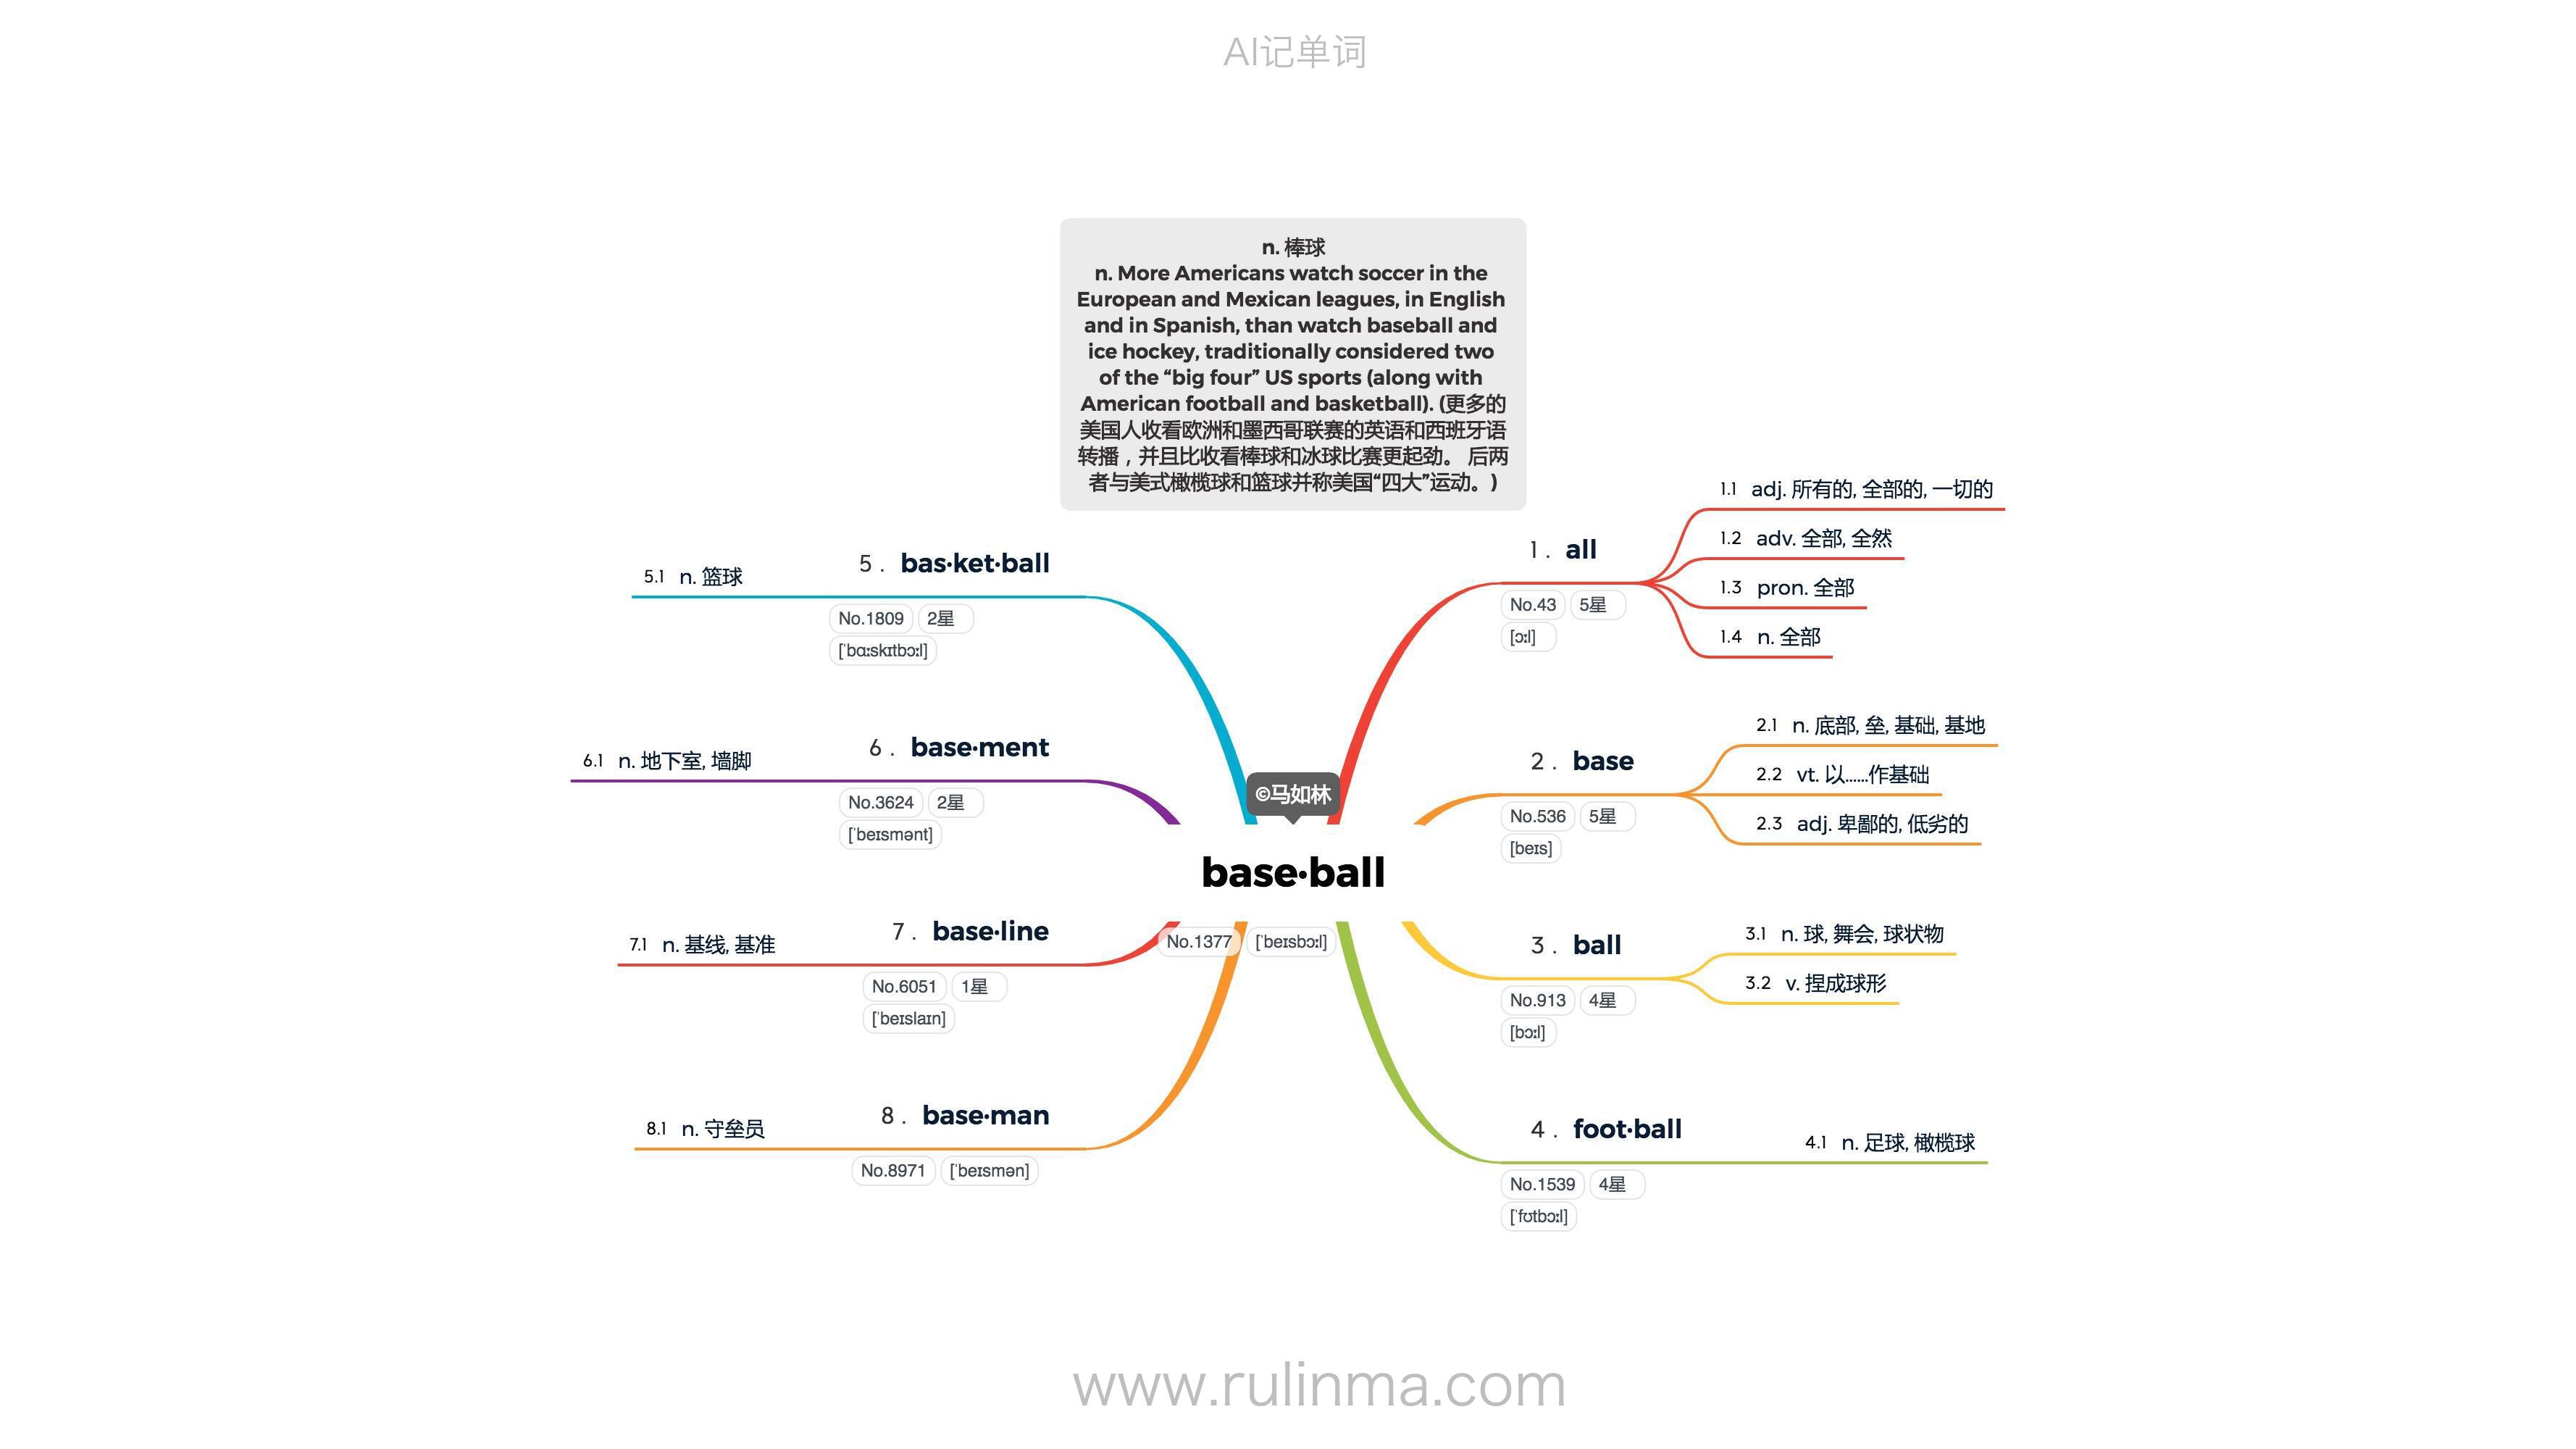 AI记单词
n. 棒球
n. More Americans watch soccer in the
European and Mexican leagues, in English
and in Spanish, than watch baseball and
ice hockey, traditionally considered two
of the “big four” US sports (along with
American football and basketball). (更多的
美国人收看欧洲和墨西哥联赛的英语和西班牙语
转播，并且比收看棒球和冰球比赛更起劲。 后两
者与美式橄榄球和篮球并称美国“四大”运动。)
©马如林
base·ball
No.1377 [ˈbeɪsbɔːl]
1 . all
No.43 5星
[ɔːl]
1.1 adj. 所有的, 全部的, 一切的
1.2 adv. 全部, 全然
1.3 pron. 全部
1.4 n. 全部
2 . base
No.536 5星
[beɪs]
2.1 n. 底部, 垒, 基础, 基地
2.2 vt. 以……作基础
2.3 adj. 卑鄙的, 低劣的
3 . ball
No.913 4星
[bɔːl]
3.1 n. 球, 舞会, 球状物
3.2 v. 捏成球形
4 . foot·ball
No.1539 4星
[ˈfʊtbɔːl]
4.1 n. 足球, 橄榄球
5 . bas·ket·ball
No.1809 2星
[ˈbɑːskɪtbɔːl]
5.1 n. 篮球
6 . base·ment
No.3624 2星
[ˈbeɪsmənt]
6.1 n. 地下室, 墙脚
7 . base·line
No.6051 1星
[ˈbeɪslaɪn]
7.1 n. 基线, 基准
8 . base·man
No.8971 [ˈbeɪsmən]
8.1 n. 守垒员
www.rulinma.com